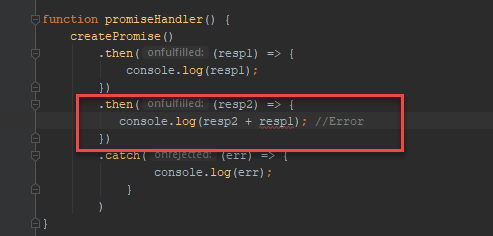 function promiseHandler() {
createPromise()
.then( onfulfilled: (resp1) => {
console.log(resp1);
})
.then( onfulfilled: (resp2) => {
console.log(resp2 + resp1); //Error
})
.catch( onrejected: (err) => {
console.log(err);
}
)
}